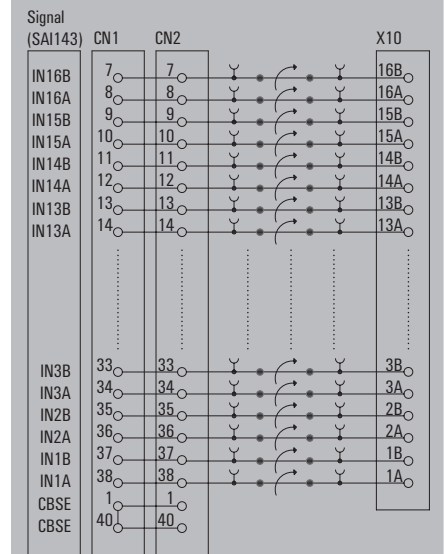 Signal
(SAI143) CN1 CN2 X10
IN16B 7 7 16B
IN16A 8 8 16A
IN15B 9 9 15B
IN15A 10 10 15A
IN14B 11 11 14B
IN14A 12 12 14A
IN13B 13 13 13B
IN13A 14 14 13A
IN3B 33 33 3B
IN3A 34 34 3A
IN2B 35 35 2B
IN2A 36 36 2A
IN1B 37 37 1B
IN1A 38 38 1A
CBSE 1 1
CBSE 40 40